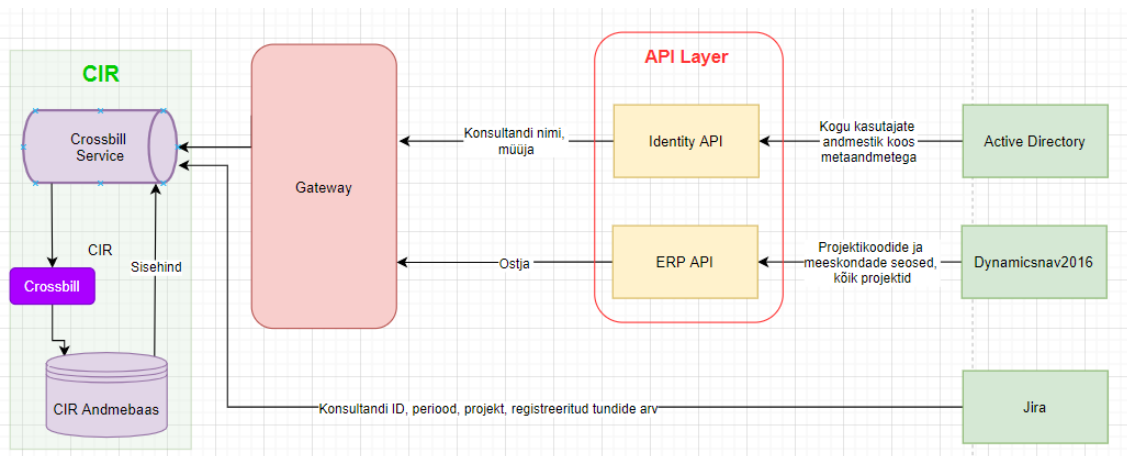 CIR
Crossbill
Service
CIR
Sisehind
Crossbill
CIR Andmebaas
Gateway
Konsultandi nimi,
müüja
Ostja
API Layer
Identity API
ERP API
Kogu kasutajate
andmestik koos
metaandmetega
Projektikoodide ja
meeskondade seosed,
kõik projektid
Active Directory
Dynamicsnav2016
Konsultandi ID, periood, projekt, registreeritud tundide arv
Jira